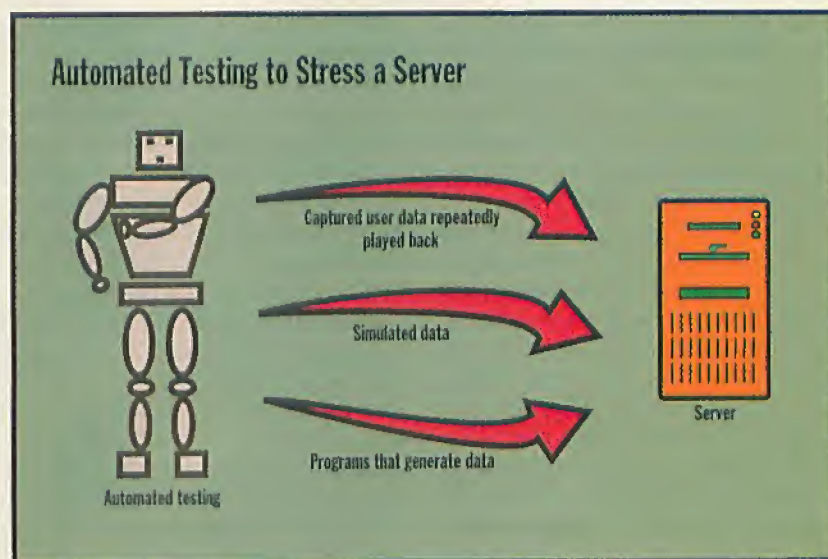 Automated Testing to Stress a Server
Captured user data repeatedly
played back
Simulated data
Programs that generate data
Automated testing
Server